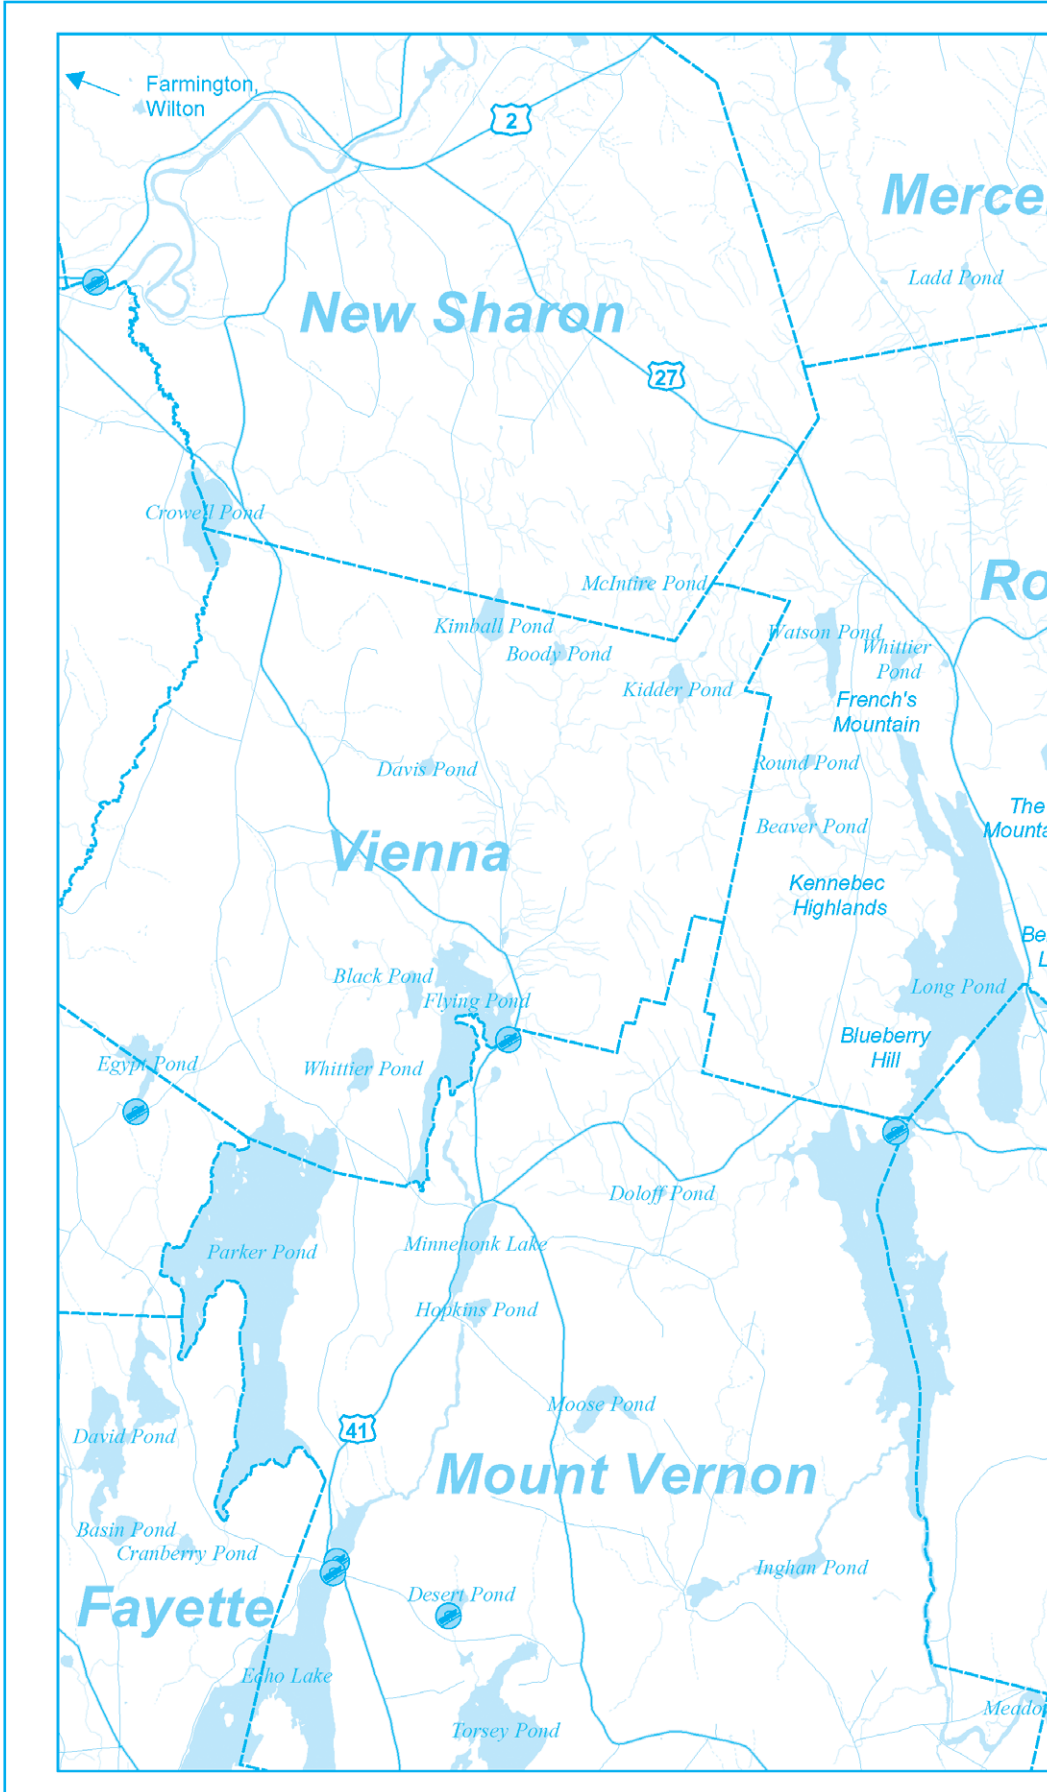 Farmington,
Wilton
2
Merce
Ladd Pond
New Sharon
27
Crowell Pond
McIntire Pond
Ro
Kimball Pond
Watson Pond
Boody Pond
Whittier
Pond
Kidder Pond
French's
Mountain
Davis Pond
Round Pond
The
Mounta
Beaver Pond
Vienna
Kennebec
Highlands
Be
L
Black Pond
Flying Pond
Long Pond
Blueberry
Hill
Egypt Pond
Whittier Pond
Doloff Pond
Parker Pond
Minnehonk Lake
Hopkins Pond
Moose Pond
41
David Pond
Mount Vernon
Basin Pond
Cranberry Pond
Inghan Pond
Desert Pond
Fayette
Echo Lake
Meado
Torsey Pond